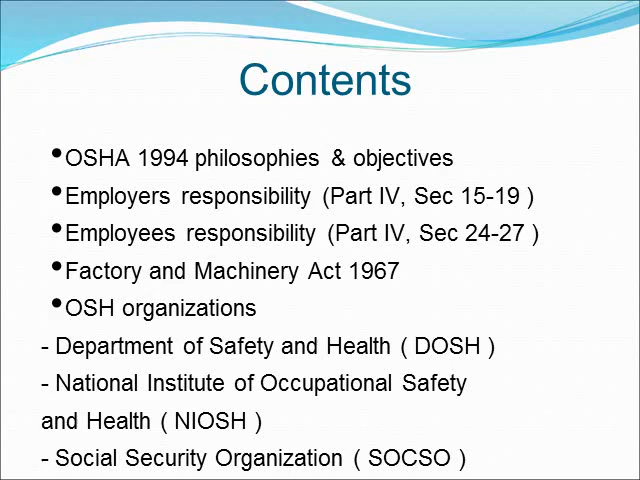 Contents
•OSHA 1994 philosophies & objectives
•Employers responsibility (Part IV, Sec 15-19 )
•Employees responsibility (Part IV, Sec 24-27 )
•Factory and Machinery Act 1967
•OSH organizations
- Department of Safety and Health ( DOSH )
- National Institute of Occupational Safety
and Health ( NIOSH )
- Social Security Organization ( SOCSO )